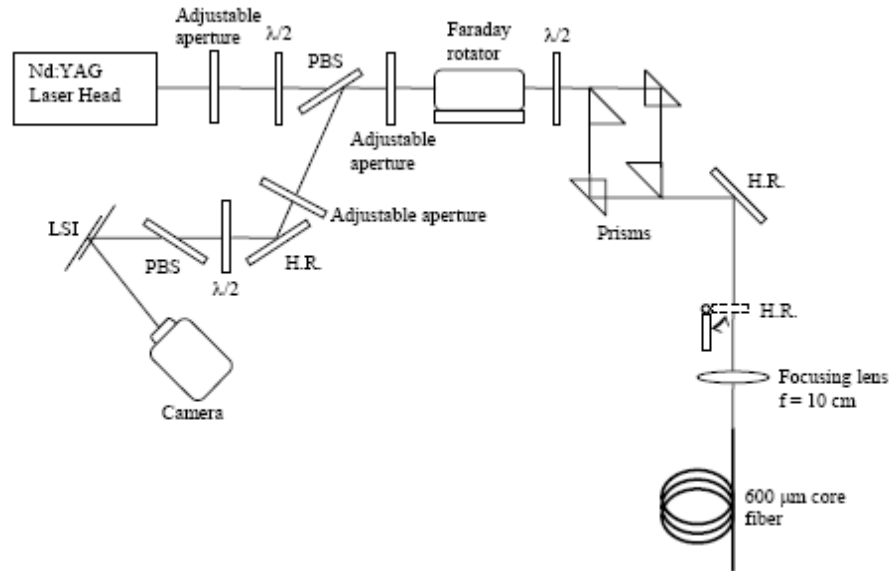 Adjustable
aperture
λ/2
PBS
Faraday
rotator
λ/2
Nd:YAG
Laser Head
Adjustable
aperture
H.R.
Adjustable aperture
LSI
PBS
λ/2
H.R.
Prisms
H.R.
Camera
Focusing lens
f = 10 cm
600 μm core
fiber